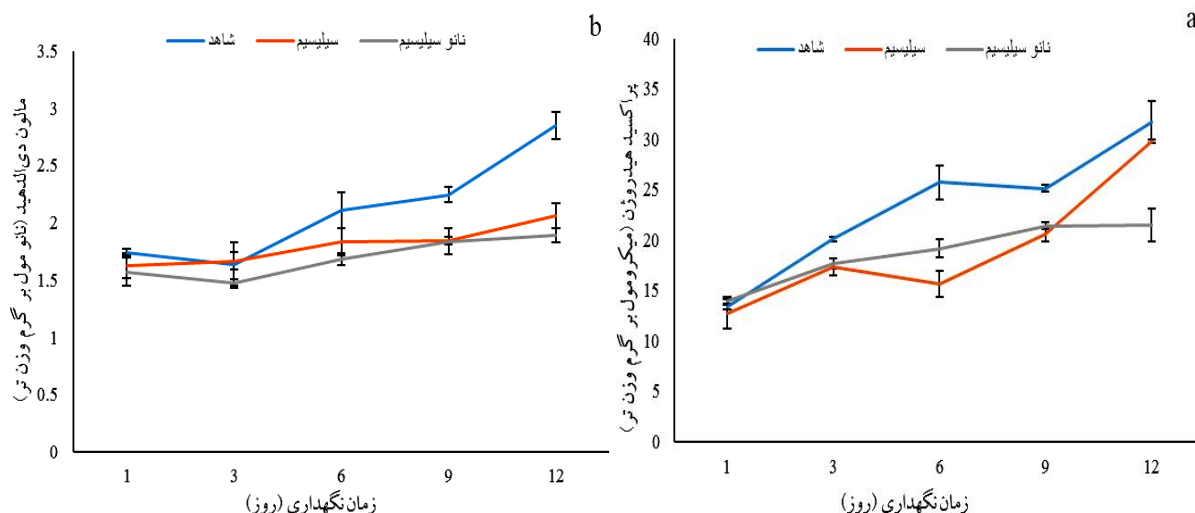 a
شاهد سیلیسیم نانو سیلیسیم
پراکسید هیدروژن (میکرومول بر گرم وزن تر)
40
35
30
25
20
15
10
5
0
1 3 6 9 12
زمان نگهداری (روز)
b
شاهد سیلیسیم نانو سیلیسیم
مالون دی‌آلدهید (نانو مول بر گرم وزن تر)
3.5
3
2.5
2
1.5
1
0.5
0
1 3 6 9 12
زمان نگهداری (روز)